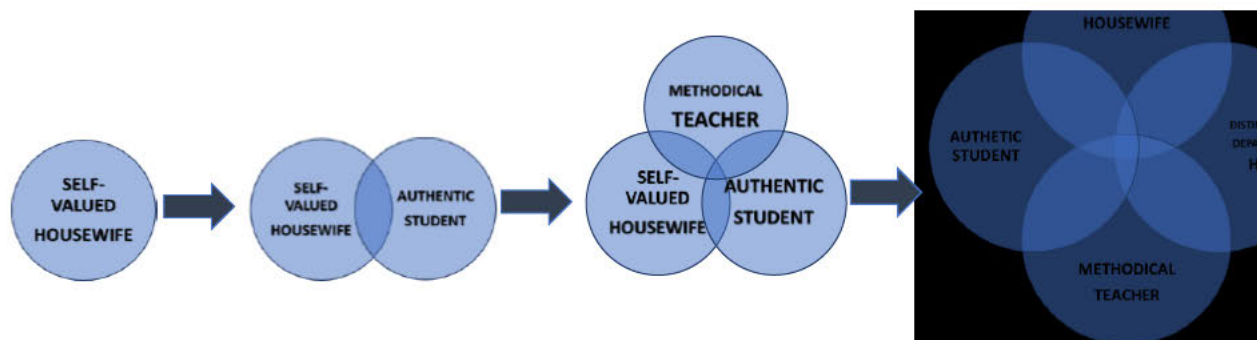 SELF-
VALUED
HOUSEWIFE
SELF-
VALUED
HOUSEWIFE
AUTHENTIC
STUDENT
METHODICAL
TEACHER
SELF-
VALUED
HOUSEWIFE
AUTHENTIC
STUDENT
HOUSEWIFE
AUTHETIC
STUDENT
METHODICAL
TEACHER